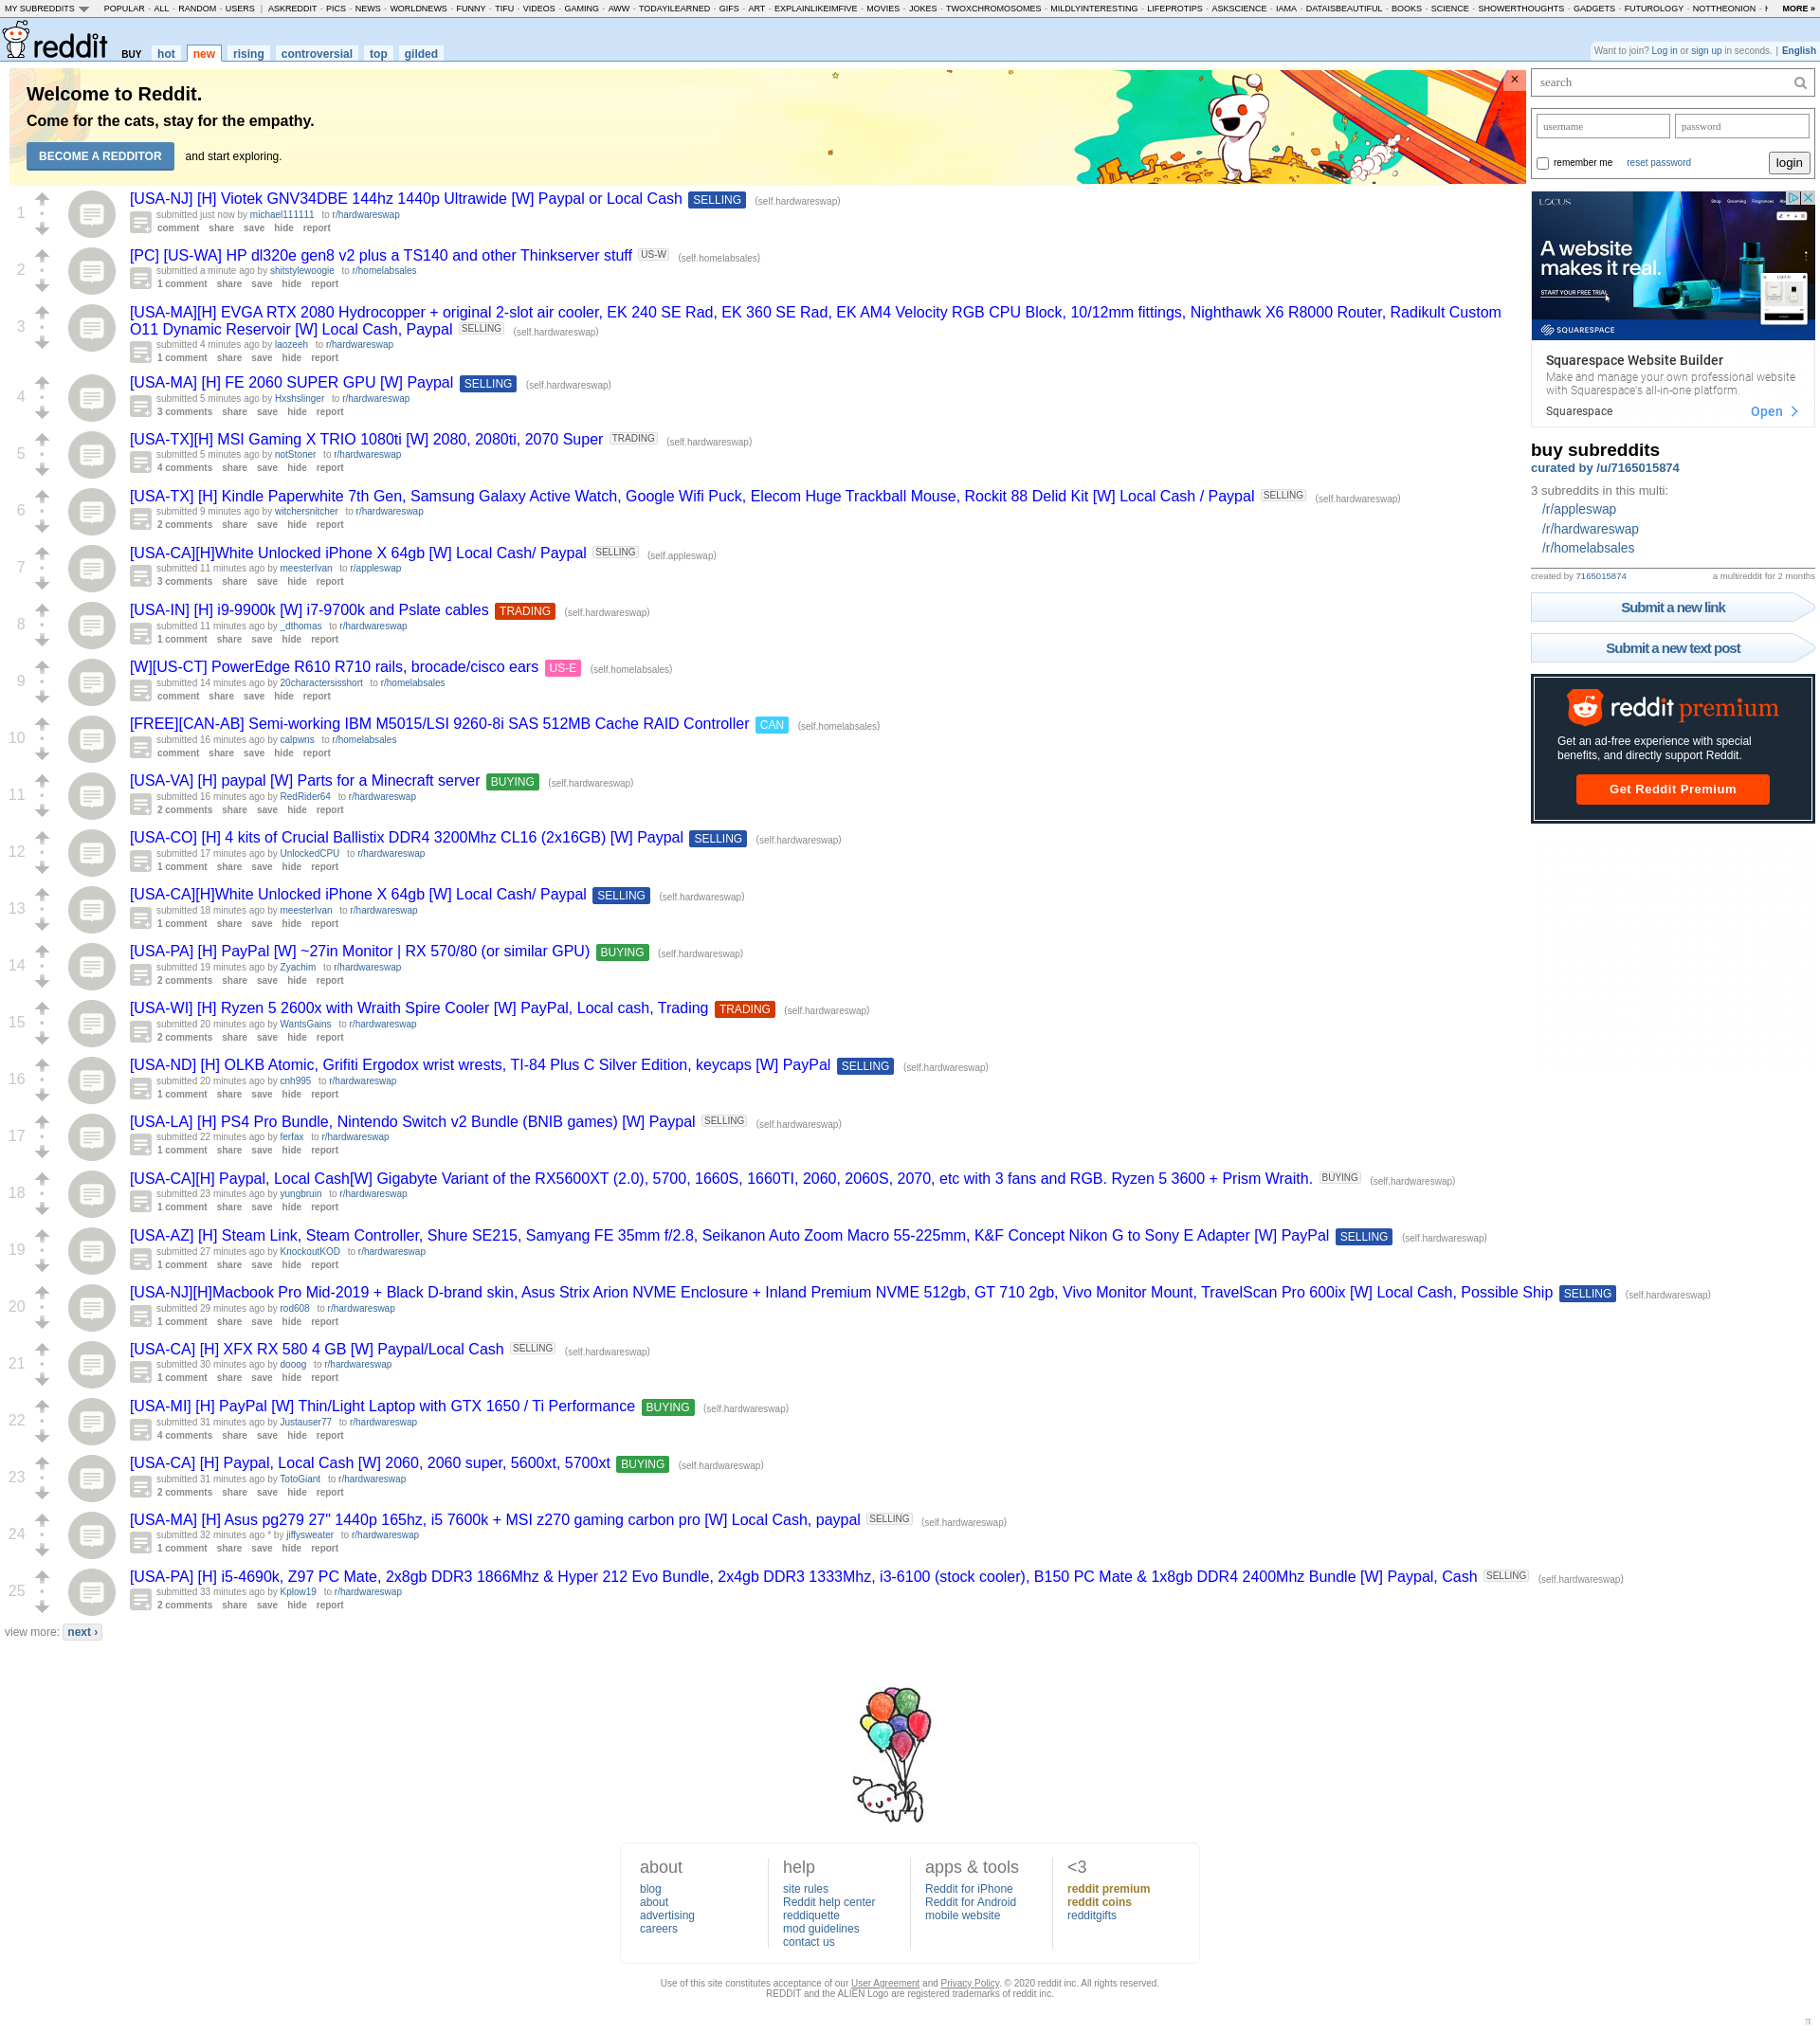 MY SUBREDDITS POPULAR - ALL - RANDOM - USERS | ASKREDDIT - PICS - NEWS - WORLDNEWS - FUNNY - TIFU - VIDEOS - GAMING - AWW - TODAYILEARNED - GIFS - ART - EXPLAINLIKEIMFIVE - MOVIES - JOKES - TWOXCHROMOSOMES - MILDLYINTERESTING - LIFEPROTIPS - ASKSCIENCE - IAMA - DATAISBEAUTIFUL - BOOKS - SCIENCE - SHOWERTHOUGHTS - GADGETS - FUTUROLOGY - NOTTHEONION - MORE »
reddit BUY hot new rising controversial top gilded
Want to join? Log in or sign up in seconds. | English
Welcome to Reddit.
Come for the cats, stay for the empathy.
BECOME A REDDITOR and start exploring.
×
1
[USA-NJ] [H] Viotek GNV34DBE 144hz 1440p Ultrawide [W] Paypal or Local Cash SELLING (self.hardwareswap)
submitted just now by michael111111 to r/hardwareswap
comment share save hide report
2
[PC] [US-WA] HP dl320e gen8 v2 plus a TS140 and other Thinkserver stuff US-W (self.homelabsales)
submitted a minute ago by shitstylewoogie to r/homelabsales
1 comment share save hide report
3
[USA-MA][H] EVGA RTX 2080 Hydrocopper + original 2-slot air cooler, EK 240 SE Rad, EK 360 SE Rad, EK AM4 Velocity RGB CPU Block, 10/12mm fittings, Nighthawk X6 R8000 Router, Radikult Custom
O11 Dynamic Reservoir [W] Local Cash, Paypal SELLING (self.hardwareswap)
submitted 4 minutes ago by laozeeh to r/hardwareswap
1 comment share save hide report
4
[USA-MA] [H] FE 2060 SUPER GPU [W] Paypal SELLING (self.hardwareswap)
submitted 5 minutes ago by Hxshslinger to r/hardwareswap
3 comments share save hide report
5
[USA-TX][H] MSI Gaming X TRIO 1080ti [W] 2080, 2080ti, 2070 Super TRADING (self.hardwareswap)
submitted 5 minutes ago by notStoner to r/hardwareswap
4 comments share save hide report
6
[USA-TX] [H] Kindle Paperwhite 7th Gen, Samsung Galaxy Active Watch, Google Wifi Puck, Elecom Huge Trackball Mouse, Rockit 88 Delid Kit [W] Local Cash / Paypal SELLING (self.hardwareswap)
submitted 9 minutes ago by witchersnitcher to r/hardwareswap
2 comments share save hide report
7
[USA-CA][H]White Unlocked iPhone X 64gb [W] Local Cash/ Paypal SELLING (self.appleswap)
submitted 11 minutes ago by meesterIvan to r/appleswap
3 comments share save hide report
8
[USA-IN] [H] i9-9900k [W] i7-9700k and Pslate cables TRADING (self.hardwareswap)
submitted 11 minutes ago by _dthomas to r/hardwareswap
1 comment share save hide report
9
[W][US-CT] PowerEdge R610 R710 rails, brocade/cisco ears US-E (self.homelabsales)
submitted 14 minutes ago by 20charactersisshort to r/homelabsales
comment share save hide report
10
[FREE][CAN-AB] Semi-working IBM M5015/LSI 9260-8i SAS 512MB Cache RAID Controller CAN (self.homelabsales)
submitted 16 minutes ago by calpwns to r/homelabsales
comment share save hide report
11
[USA-VA] [H] paypal [W] Parts for a Minecraft server BUYING (self.hardwareswap)
submitted 16 minutes ago by RedRider64 to r/hardwareswap
2 comments share save hide report
12
[USA-CO] [H] 4 kits of Crucial Ballistix DDR4 3200Mhz CL16 (2x16GB) [W] Paypal SELLING (self.hardwareswap)
submitted 17 minutes ago by UnlockedCPU to r/hardwareswap
1 comment share save hide report
13
[USA-CA][H]White Unlocked iPhone X 64gb [W] Local Cash/ Paypal SELLING (self.hardwareswap)
submitted 18 minutes ago by meesterIvan to r/hardwareswap
1 comment share save hide report
14
[USA-PA] [H] PayPal [W] ~27in Monitor | RX 570/80 (or similar GPU) BUYING (self.hardwareswap)
submitted 19 minutes ago by Zyachim to r/hardwareswap
2 comments share save hide report
15
[USA-WI] [H] Ryzen 5 2600x with Wraith Spire Cooler [W] PayPal, Local cash, Trading TRADING (self.hardwareswap)
submitted 20 minutes ago by WantsGains to r/hardwareswap
2 comments share save hide report
16
[USA-ND] [H] OLKB Atomic, Grifiti Ergodox wrist wrests, TI-84 Plus C Silver Edition, keycaps [W] PayPal SELLING (self.hardwareswap)
submitted 20 minutes ago by cnh995 to r/hardwareswap
1 comment share save hide report
17
[USA-LA] [H] PS4 Pro Bundle, Nintendo Switch v2 Bundle (BNIB games) [W] Paypal SELLING (self.hardwareswap)
submitted 22 minutes ago by ferfax to r/hardwareswap
1 comment share save hide report
18
[USA-CA][H] Paypal, Local Cash[W] Gigabyte Variant of the RX5600XT (2.0), 5700, 1660S, 1660TI, 2060, 2060S, 2070, etc with 3 fans and RGB. Ryzen 5 3600 + Prism Wraith. BUYING (self.hardwareswap)
submitted 23 minutes ago by yungbruin to r/hardwareswap
1 comment share save hide report
19
[USA-AZ] [H] Steam Link, Steam Controller, Shure SE215, Samyang FE 35mm f/2.8, Seikanon Auto Zoom Macro 55-225mm, K&F Concept Nikon G to Sony E Adapter [W] PayPal SELLING (self.hardwareswap)
submitted 27 minutes ago by KnockoutKOD to r/hardwareswap
1 comment share save hide report
20
[USA-NJ][H]Macbook Pro Mid-2019 + Black D-brand skin, Asus Strix Arion NVME Enclosure + Inland Premium NVME 512gb, GT 710 2gb, Vivo Monitor Mount, TravelScan Pro 600ix [W] Local Cash, Possible Ship SELLING (self.hardwareswap)
submitted 29 minutes ago by rod608 to r/hardwareswap
1 comment share save hide report
21
[USA-CA] [H] XFX RX 580 4 GB [W] Paypal/Local Cash SELLING (self.hardwareswap)
submitted 30 minutes ago by dooog to r/hardwareswap
1 comment share save hide report
22
[USA-MI] [H] PayPal [W] Thin/Light Laptop with GTX 1650 / Ti Performance BUYING (self.hardwareswap)
submitted 31 minutes ago by Justauser77 to r/hardwareswap
4 comments share save hide report
23
[USA-CA] [H] Paypal, Local Cash [W] 2060, 2060 super, 5600xt, 5700xt BUYING (self.hardwareswap)
submitted 31 minutes ago by TotoGiant to r/hardwareswap
2 comments share save hide report
24
[USA-MA] [H] Asus pg279 27" 1440p 165hz, i5 7600k + MSI z270 gaming carbon pro [W] Local Cash, paypal SELLING (self.hardwareswap)
submitted 32 minutes ago * by jiffysweater to r/hardwareswap
1 comment share save hide report
25
[USA-PA] [H] i5-4690k, Z97 PC Mate, 2x8gb DDR3 1866Mhz & Hyper 212 Evo Bundle, 2x4gb DDR3 1333Mhz, i3-6100 (stock cooler), B150 PC Mate & 1x8gb DDR4 2400Mhz Bundle [W] Paypal, Cash SELLING (self.hardwareswap)
submitted 33 minutes ago by Kplow19 to r/hardwareswap
2 comments share save hide report
view more: next ›
search
username password
remember me reset password login
LOCUS
A website
makes it real.
START YOUR FREE TRIAL
SQUARESPACE
Squarespace Website Builder
Make and manage your own professional website
with Squarespace's all-in-one platform.
Squarespace Open
buy subreddits
curated by /u/7165015874
3 subreddits in this multi:
/r/appleswap
/r/hardwareswap
/r/homelabsales
created by 7165015874 a multireddit for 2 months
Submit a new link
Submit a new text post
reddit premium
Get an ad-free experience with special
benefits, and directly support Reddit.
Get Reddit Premium
about
blog
about
advertising
careers
help
site rules
Reddit help center
reddiquette
mod guidelines
contact us
apps & tools
Reddit for iPhone
Reddit for Android
mobile website
<3
reddit premium
reddit coins
redditgifts
Use of this site constitutes acceptance of our User Agreement and Privacy Policy. © 2020 reddit inc. All rights reserved.
REDDIT and the ALIEN Logo are registered trademarks of reddit inc.
π